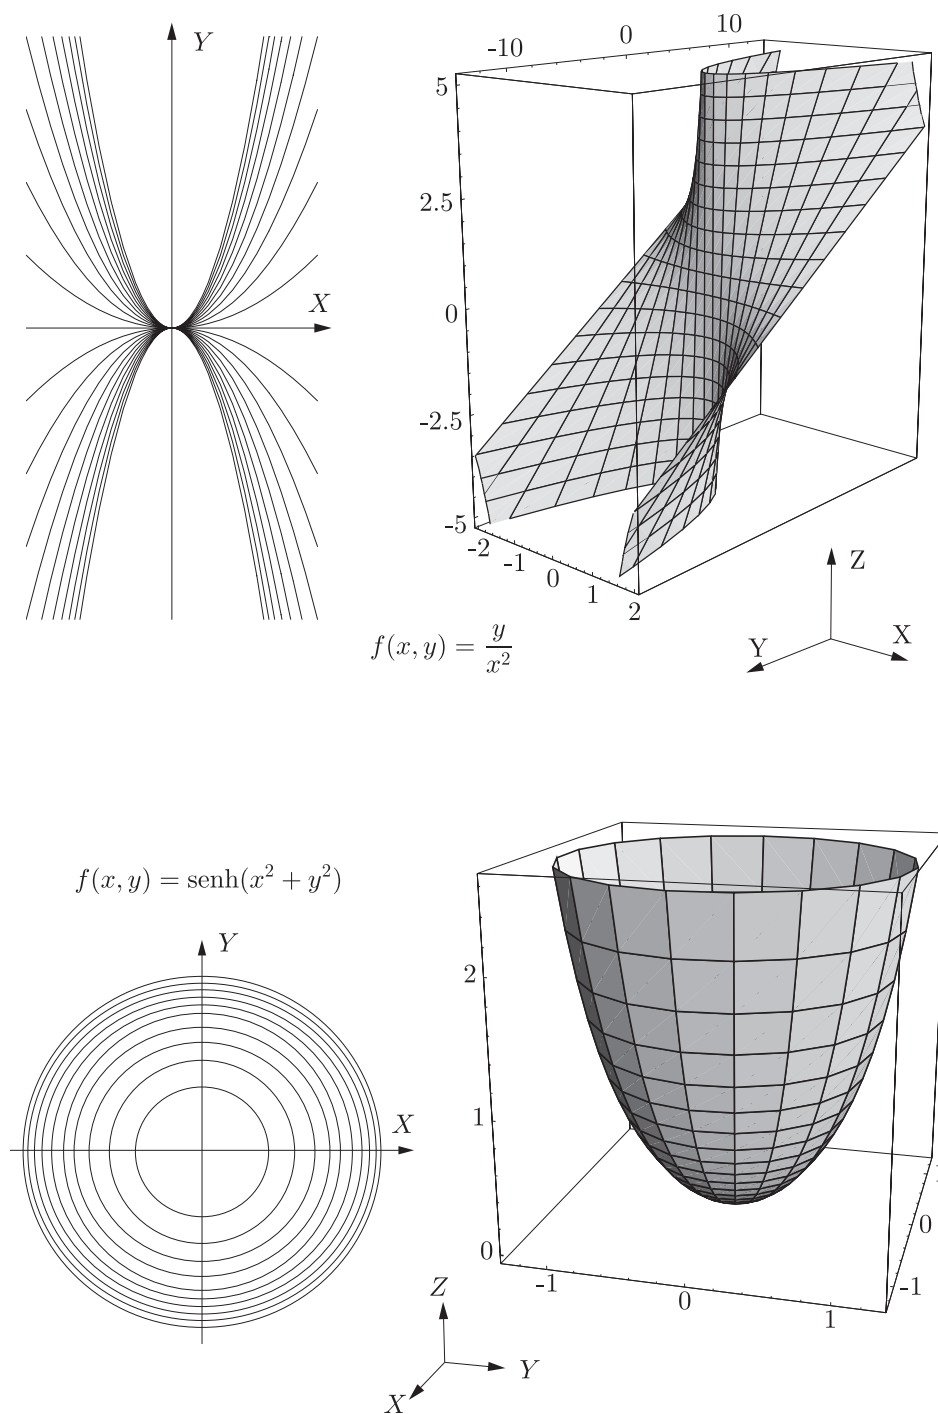 Y
X
-10 0 10
5
2.5
0
-2.5
-5
-2 -1 0 1 2
Z
Y X
f(x, y) = y/x²
f(x, y) = senh(x² + y²)
Y
X
2
1
0
-1 0 1
-1 0
Z
Y
X